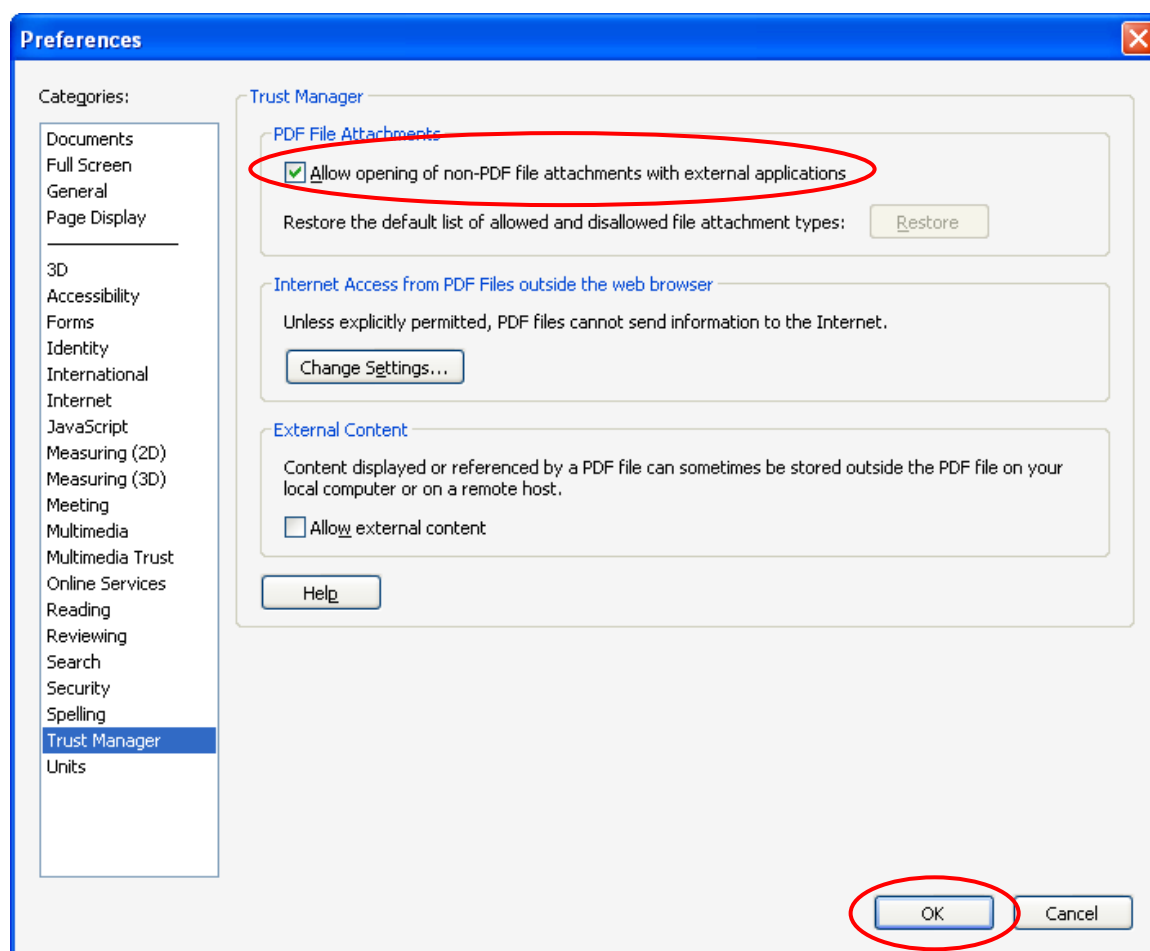 Preferences
Categories:
Documents
Full Screen
General
Page Display
3D
Accessibility
Forms
Identity
International
Internet
JavaScript
Measuring (2D)
Measuring (3D)
Meeting
Multimedia
Multimedia Trust
Online Services
Reading
Reviewing
Search
Security
Spelling
Trust Manager
Units
Trust Manager
PDF File Attachments
Allow opening of non-PDF file attachments with external applications
Restore the default list of allowed and disallowed file attachment types:
Restore
Internet Access from PDF Files outside the web browser
Unless explicitly permitted, PDF files cannot send information to the Internet.
Change Settings...
External Content
Content displayed or referenced by a PDF file can sometimes be stored outside the PDF file on your
local computer or on a remote host.
Allow external content
Help
OK
Cancel